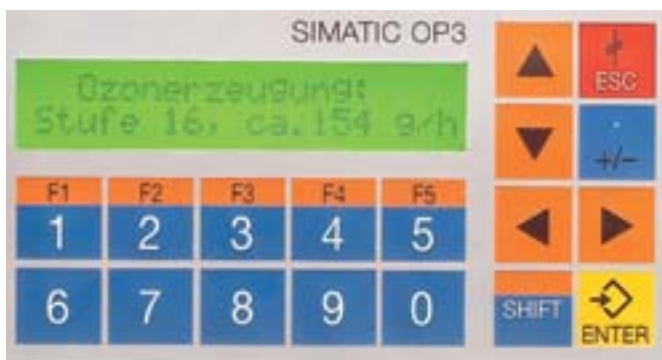 SIMATIC OP3
Ozonerzeugung:
Stufe 16, ca.154 g/h
ESC
+/-
F1 F2 F3 F4 F5
1 2 3 4 5
6 7 8 9 0
SHIFT
ENTER